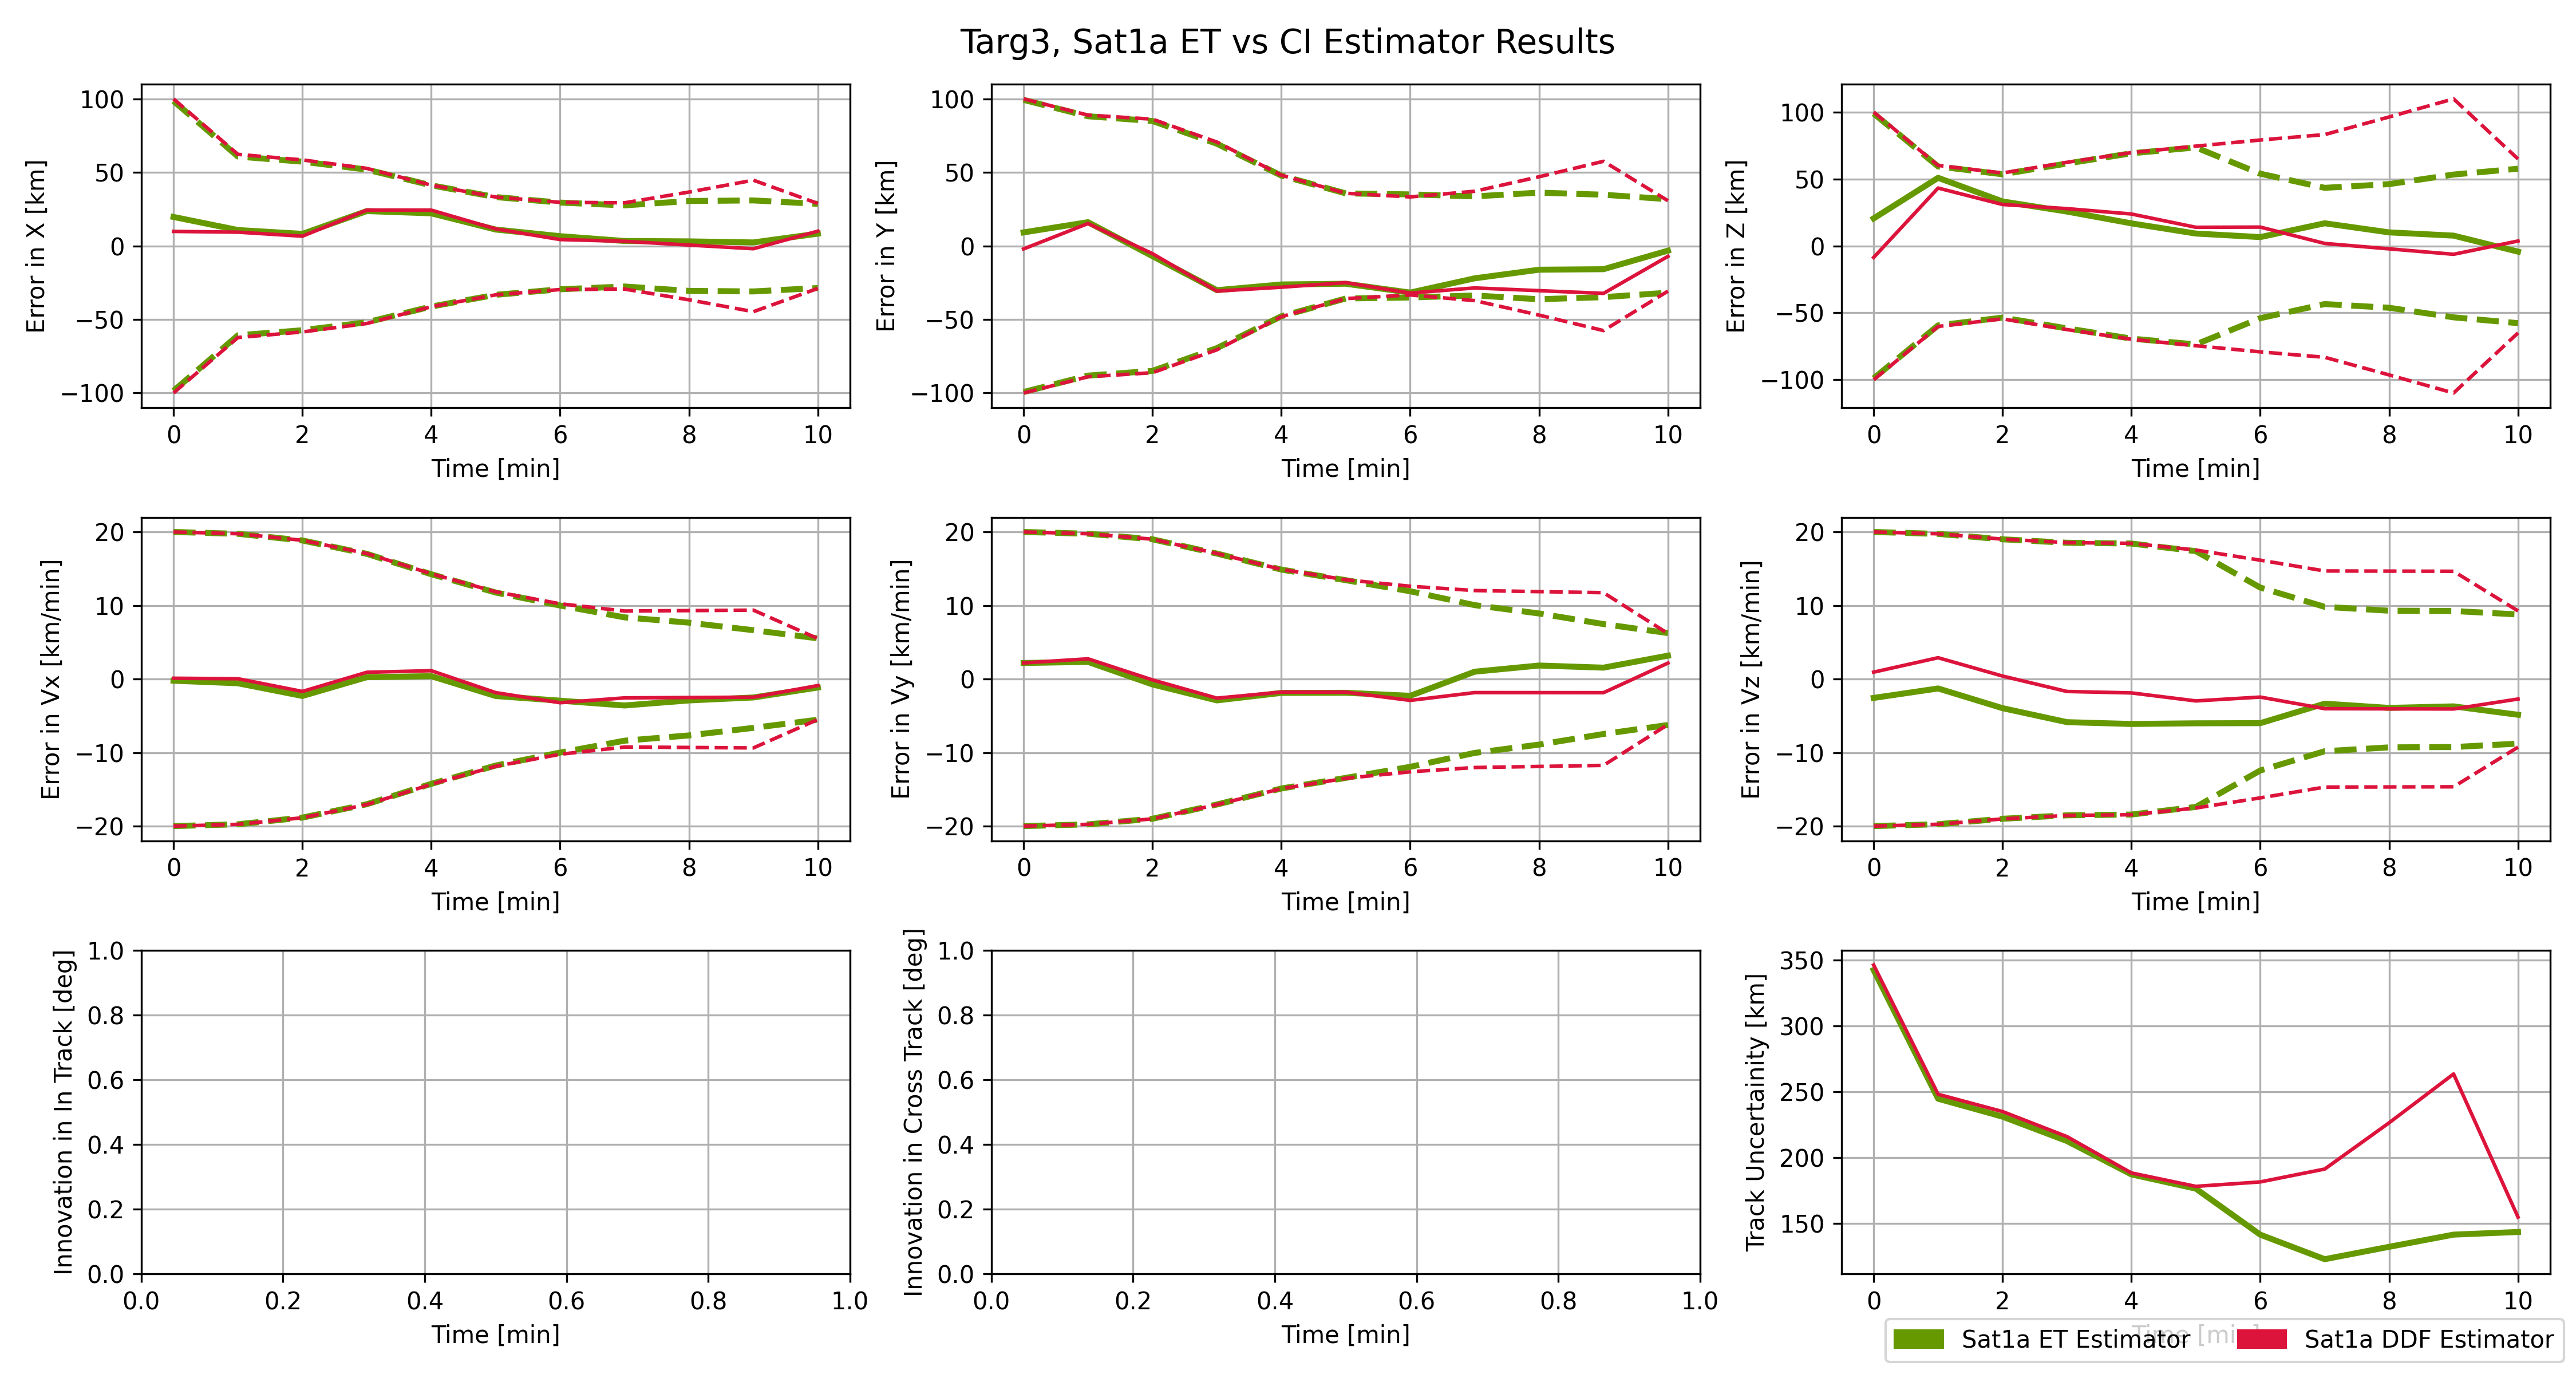 Targ3, Sat1a ET vs CI Estimator Results
Error in X [km]
100
50
0
−50
−100
0 2 4 6 8 10
Time [min]
Error in Y [km]
100
50
0
−50
−100
0 2 4 6 8 10
Time [min]
Error in Z [km]
100
50
0
−50
−100
0 2 4 6 8 10
Time [min]
Error in Vx [km/min]
20
10
0
−10
−20
0 2 4 6 8 10
Time [min]
Error in Vy [km/min]
20
10
0
−10
−20
0 2 4 6 8 10
Time [min]
Error in Vz [km/min]
20
10
0
−10
−20
0 2 4 6 8 10
Time [min]
Innovation in In Track [deg]
1.0
0.8
0.6
0.4
0.2
0.0
0.0 0.2 0.4 0.6 0.8 1.0
Time [min]
Innovation in Cross Track [deg]
1.0
0.8
0.6
0.4
0.2
0.0
0.0 0.2 0.4 0.6 0.8 1.0
Time [min]
Track Uncertainity [km]
350
300
250
200
150
0 2 4 6 8 10
Time [min]
Sat1a ET Estimator
Sat1a DDF Estimator